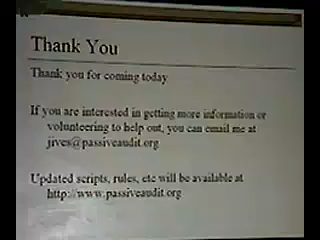 Thank You
Thank you for coming today
If you are interested in getting more information or
volunteering to help out, you can email me at
jives@passiveaudit.org
Updated scripts, rules, etc will be available at
http://www.passiveaudit.org